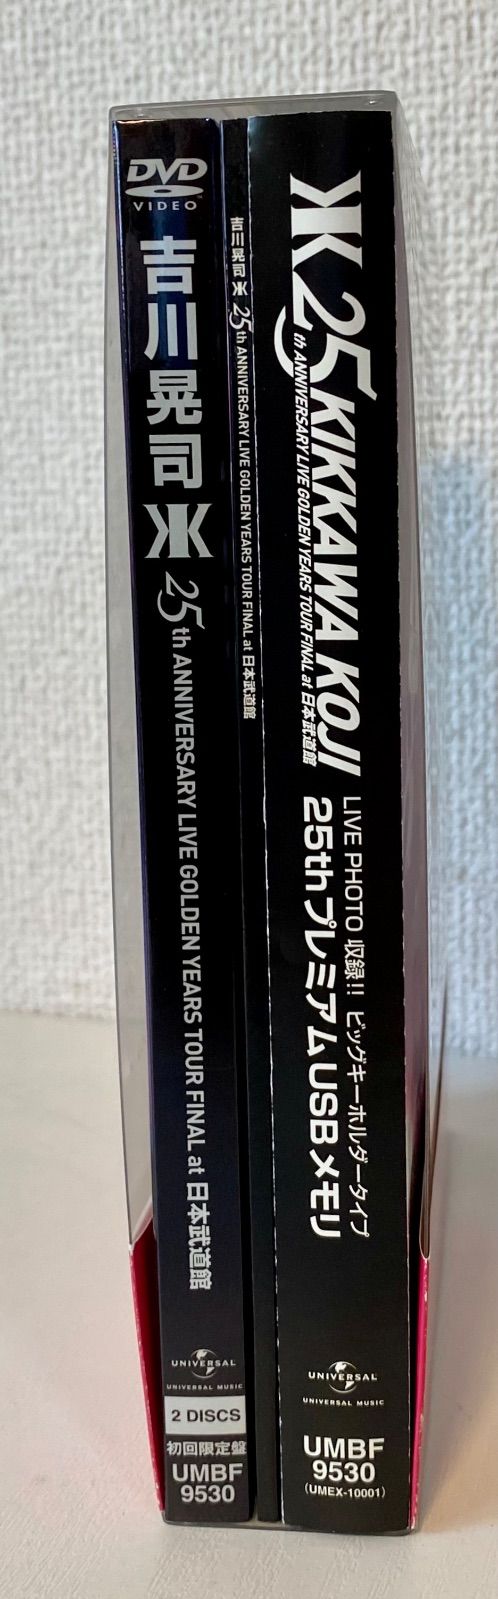 DVD
VIDEO
吉川晃司
25th ANNIVERSARY LIVE GOLDEN YEARS TOUR FINAL at 日本武道館
UNIVERSAL
UNIVERSAL MUSIC
2 DISCS
初回限定盤
UMBF
9530
吉川晃司 25th ANNIVERSARY LIVE GOLDEN YEARS TOUR FINAL at 日本武道館
25 KIKKAWA KOJI
th ANNIVERSARY LIVE GOLDEN YEARS TOUR FINAL at 日本武道館
LIVE PHOTO 収録!! ビッグキーホルダータイプ
25thプレミアムUSBメモリ
UNIVERSAL
UNIVERSAL MUSIC
UMBF
9530
(UMEX-10001)